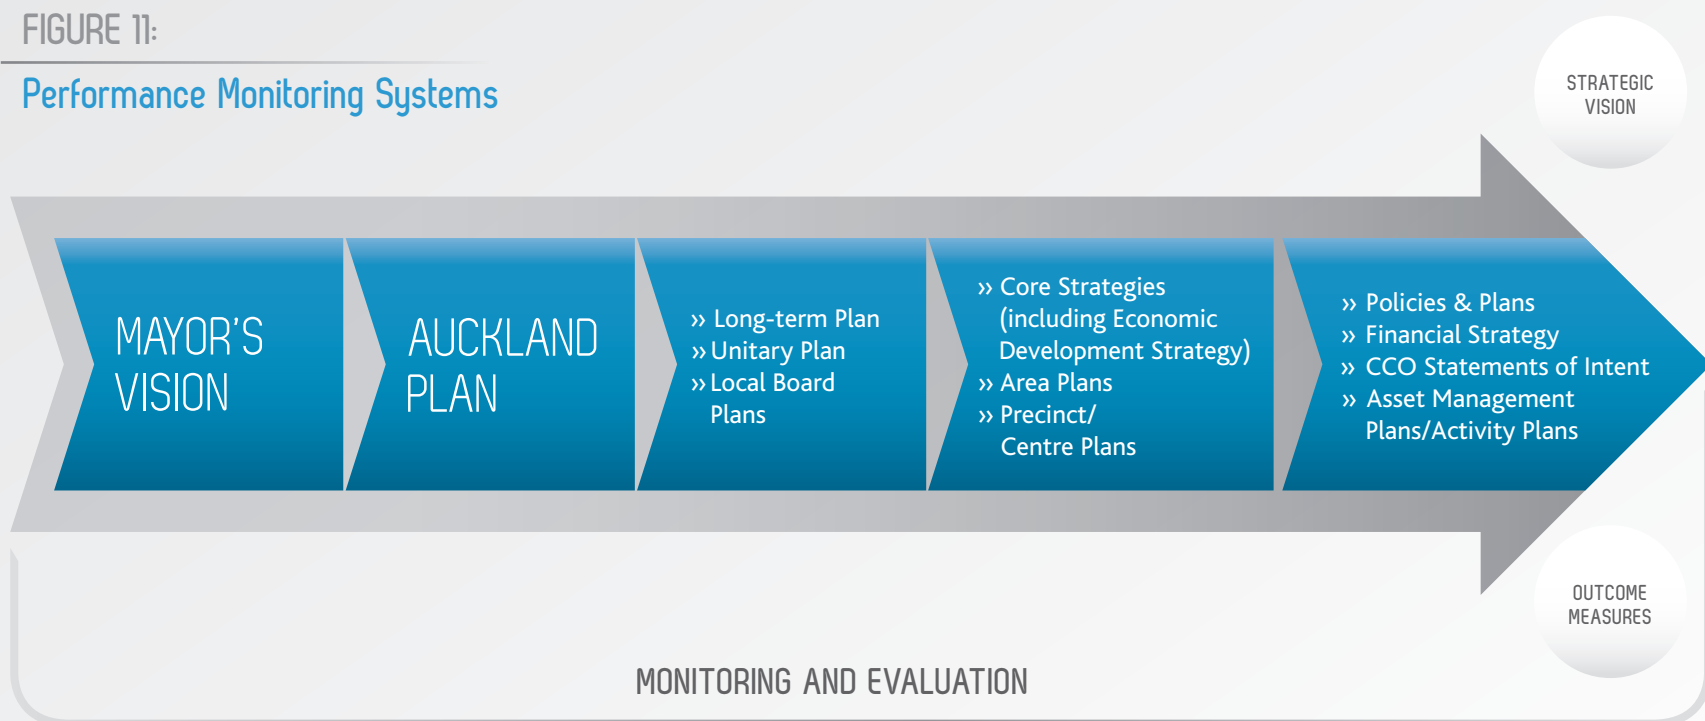 FIGURE 11:
Performance Monitoring Systems
STRATEGIC
VISION
MAYOR'S
VISION
AUCKLAND
PLAN
›› Long-term Plan
›› Unitary Plan
›› Local Board
Plans
›› Core Strategies
(including Economic
Development Strategy)
›› Area Plans
›› Precinct/
Centre Plans
›› Policies & Plans
›› Financial Strategy
›› CCO Statements of Intent
›› Asset Management
Plans/Activity Plans
OUTCOME
MEASURES
MONITORING AND EVALUATION